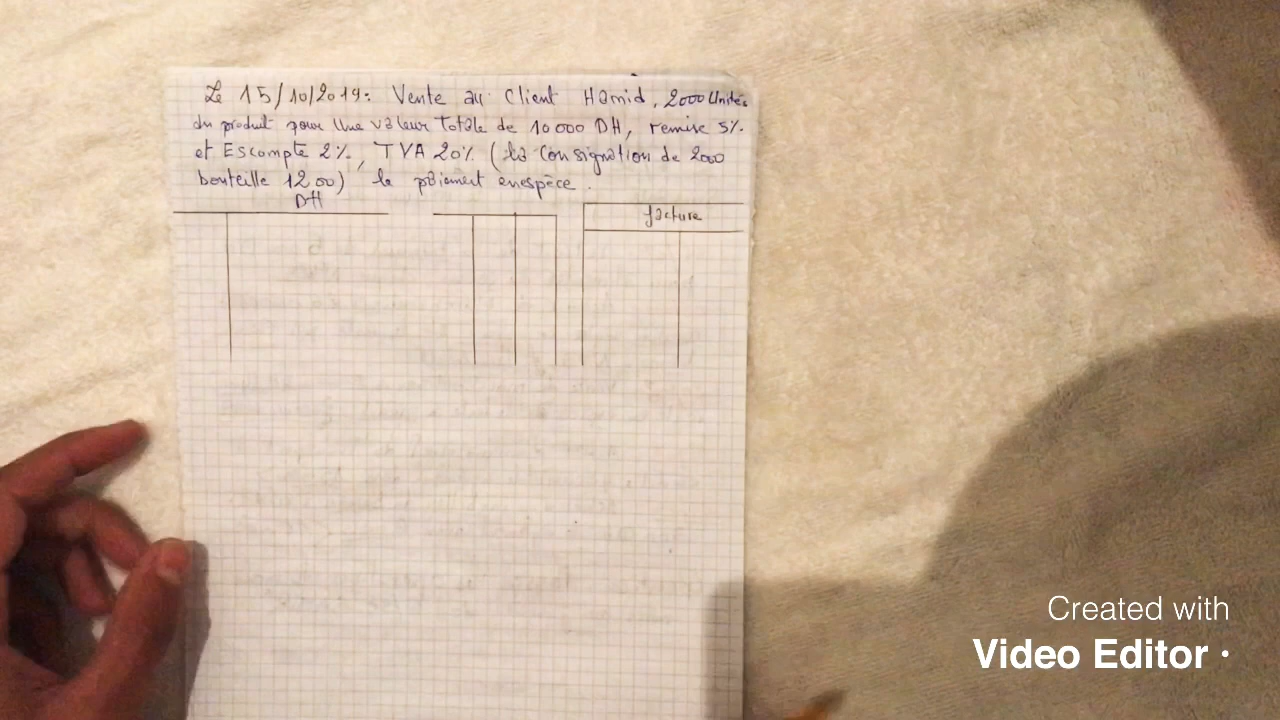 Le 15/10/2019: Vente au Client Hamid, 2000 Unités
du produit pour Une valeur Totale de 10 000 DH, remise 5%
et Escompte 2%, TVA 20% (la Consignation de 2000
bouteille 1200) le paiement enespèce.
DH
facture
Created with
Video Editor